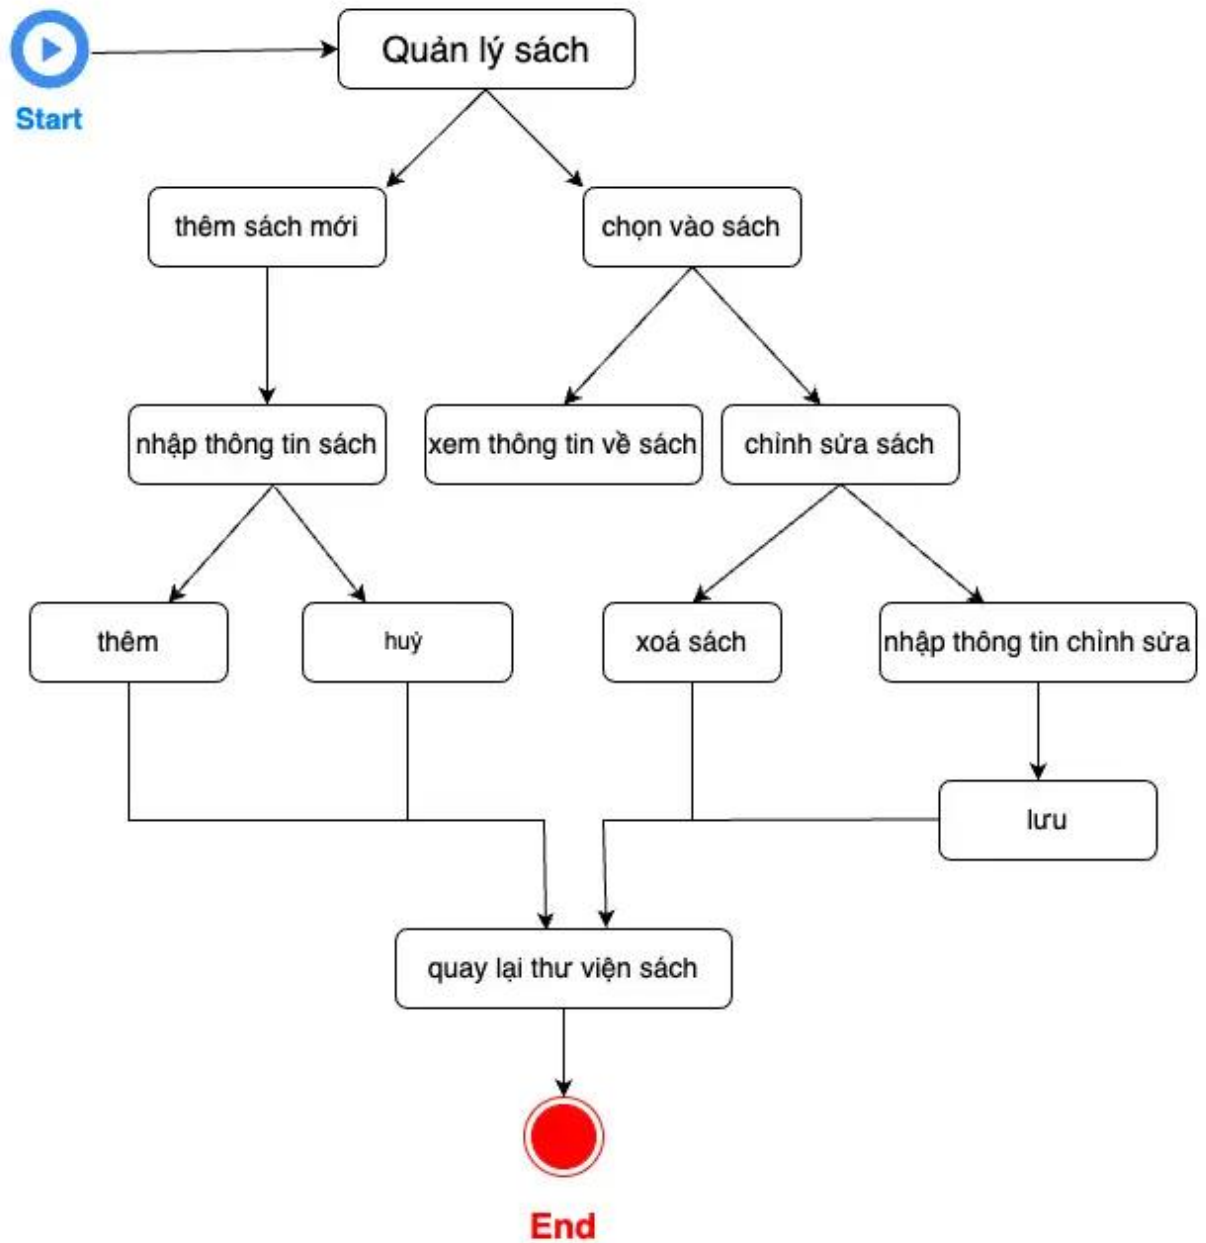 Quản lý sách
Start
thêm sách mới
chọn vào sách
nhập thông tin sách
xem thông tin về sách
chỉnh sửa sách
thêm
huỷ
xoá sách
nhập thông tin chỉnh sửa
lưu
quay lại thư viện sách
End